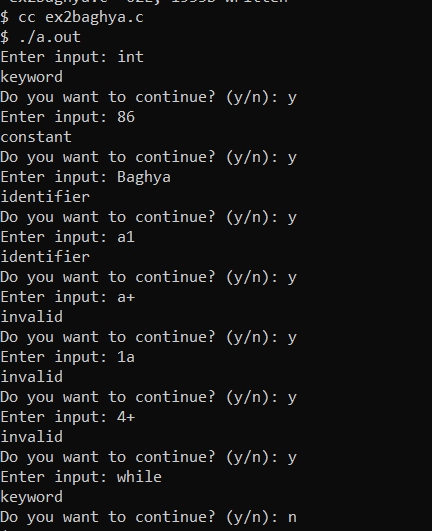 $ cc ex2baghya.c
$ ./a.out
Enter input: int
keyword
Do you want to continue? (y/n): y
Enter input: 86
constant
Do you want to continue? (y/n): y
Enter input: Baghya
identifier
Do you want to continue? (y/n): y
Enter input: a1
identifier
Do you want to continue? (y/n): y
Enter input: a+
invalid
Do you want to continue? (y/n): y
Enter input: 1a
invalid
Do you want to continue? (y/n): y
Enter input: 4+
invalid
Do you want to continue? (y/n): y
Enter input: while
keyword
Do you want to continue? (y/n): n